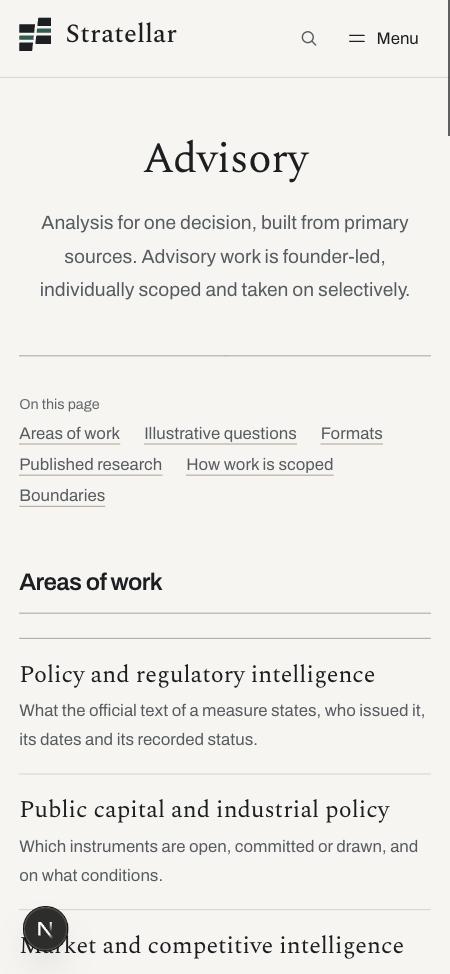 Stratellar
Menu
Advisory
Analysis for one decision, built from primary
sources. Advisory work is founder-led,
individually scoped and taken on selectively.
On this page
Areas of work Illustrative questions Formats
Published research How work is scoped
Boundaries
Areas of work
Policy and regulatory intelligence
What the official text of a measure states, who issued it,
its dates and its recorded status.
Public capital and industrial policy
Which instruments are open, committed or drawn, and
on what conditions.
N
Market and competitive intelligence